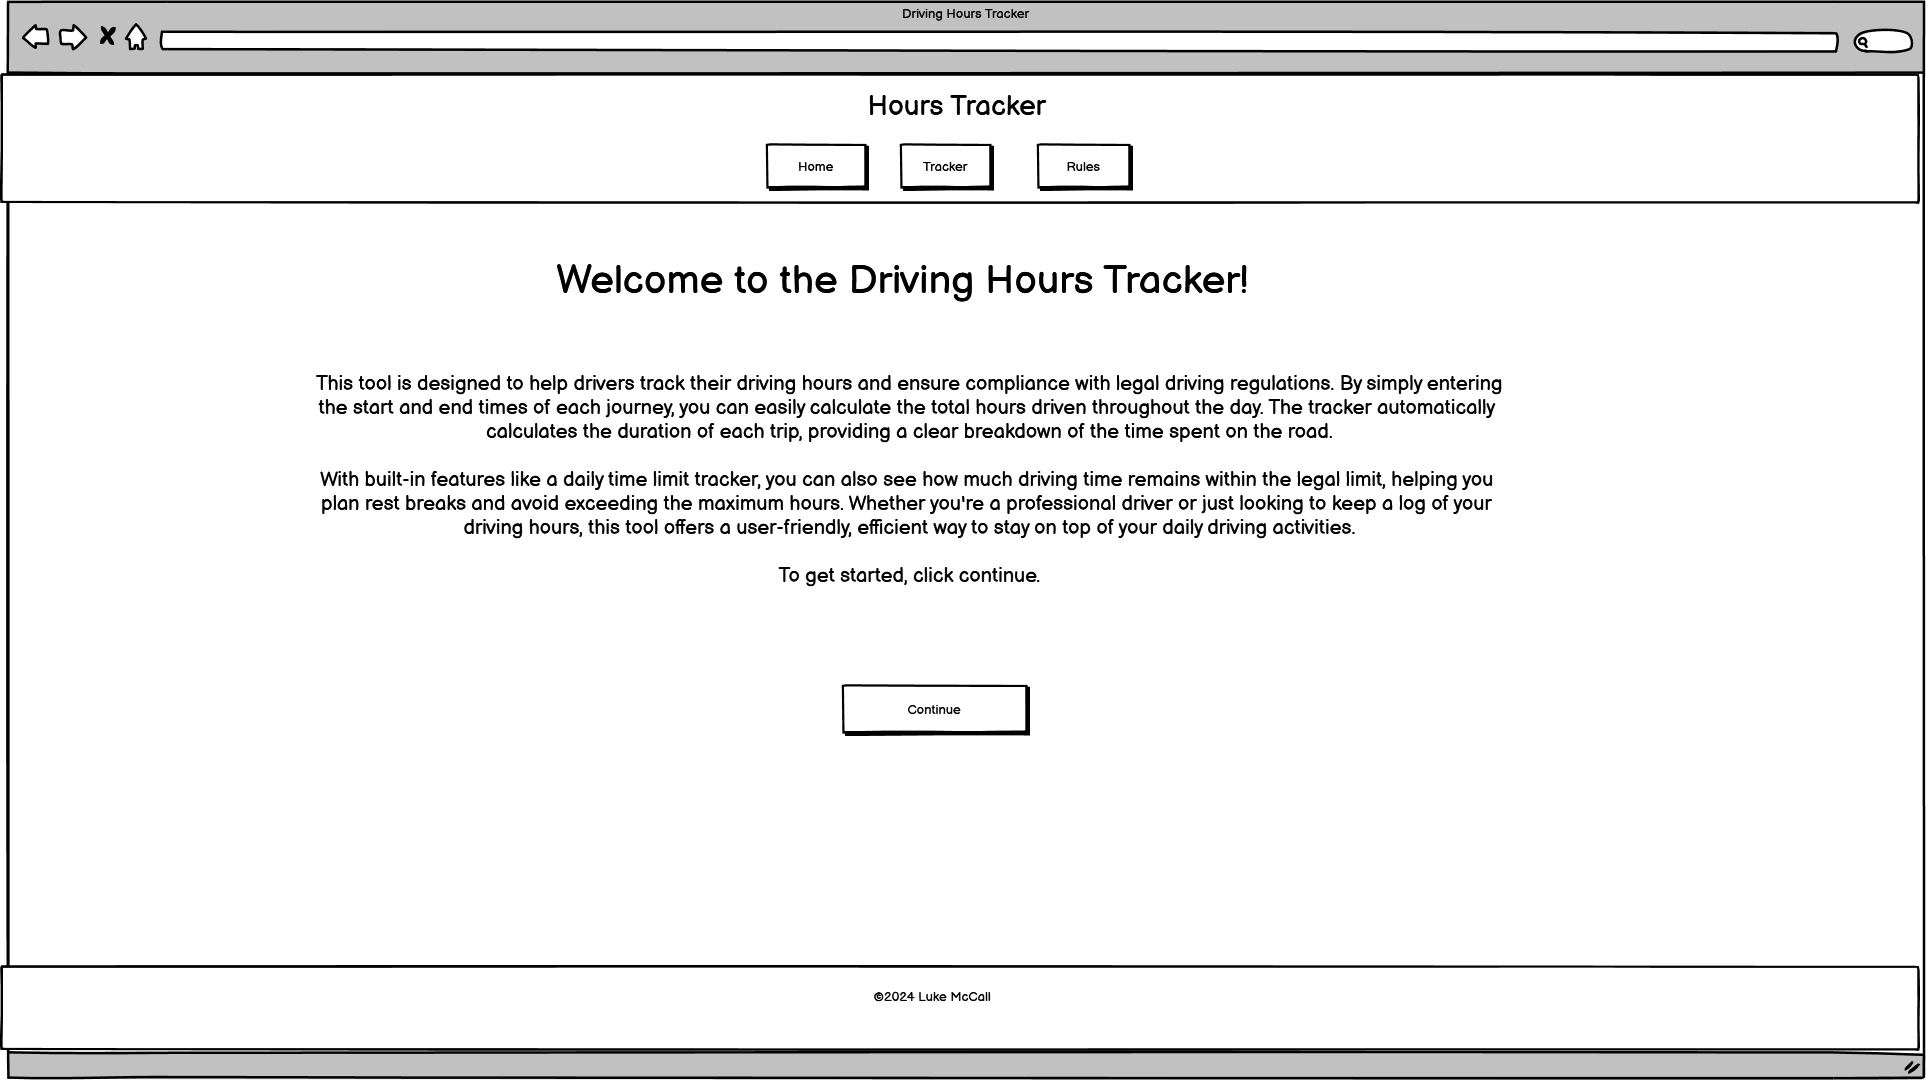 Driving Hours Tracker
Hours Tracker
Home
Tracker
Rules
Welcome to the Driving Hours Tracker!
This tool is designed to help drivers track their driving hours and ensure compliance with legal driving regulations. By simply entering
the start and end times of each journey, you can easily calculate the total hours driven throughout the day. The tracker automatically
calculates the duration of each trip, providing a clear breakdown of the time spent on the road.
With built-in features like a daily time limit tracker, you can also see how much driving time remains within the legal limit, helping you
plan rest breaks and avoid exceeding the maximum hours. Whether you're a professional driver or just looking to keep a log of your
driving hours, this tool offers a user-friendly, efficient way to stay on top of your daily driving activities.
To get started, click continue.
Continue
©2024 Luke McCall